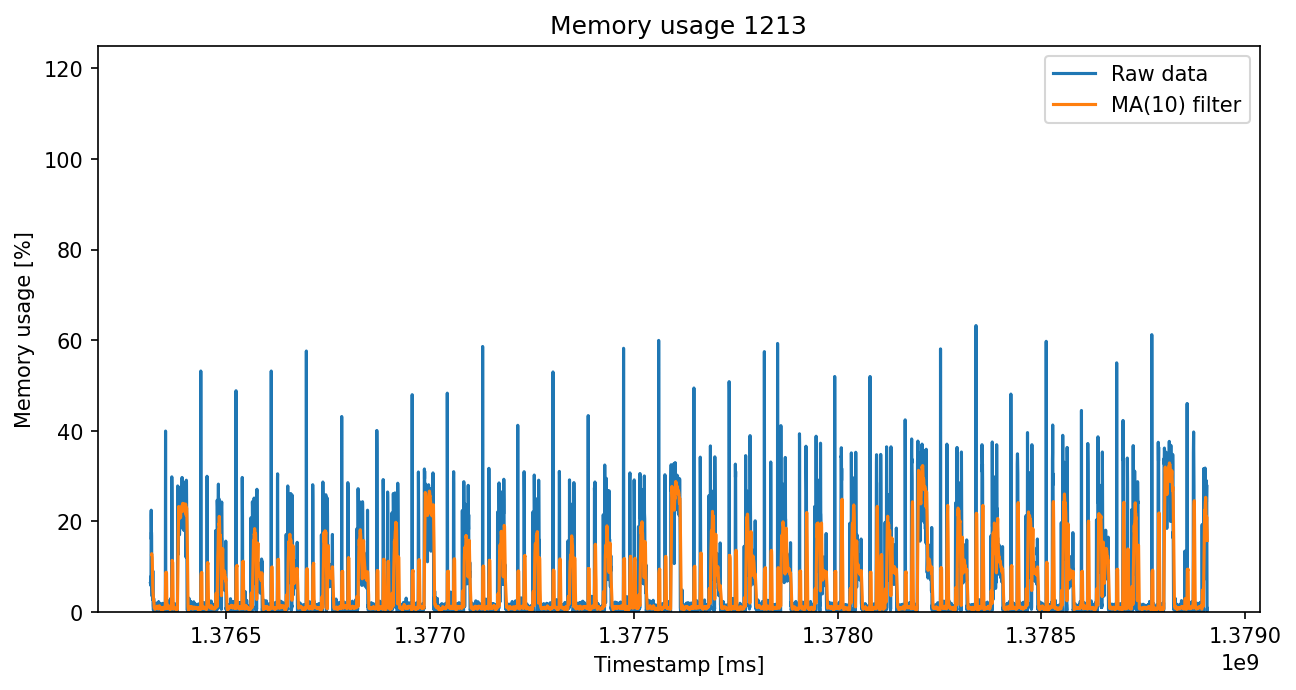 Memory usage 1213
Raw data
MA(10) filter
Memory usage [%]
120
100
80
60
40
20
0
1.3765
1.3770
1.3775
1.3780
1.3785
1.3790
1e9
Timestamp [ms]